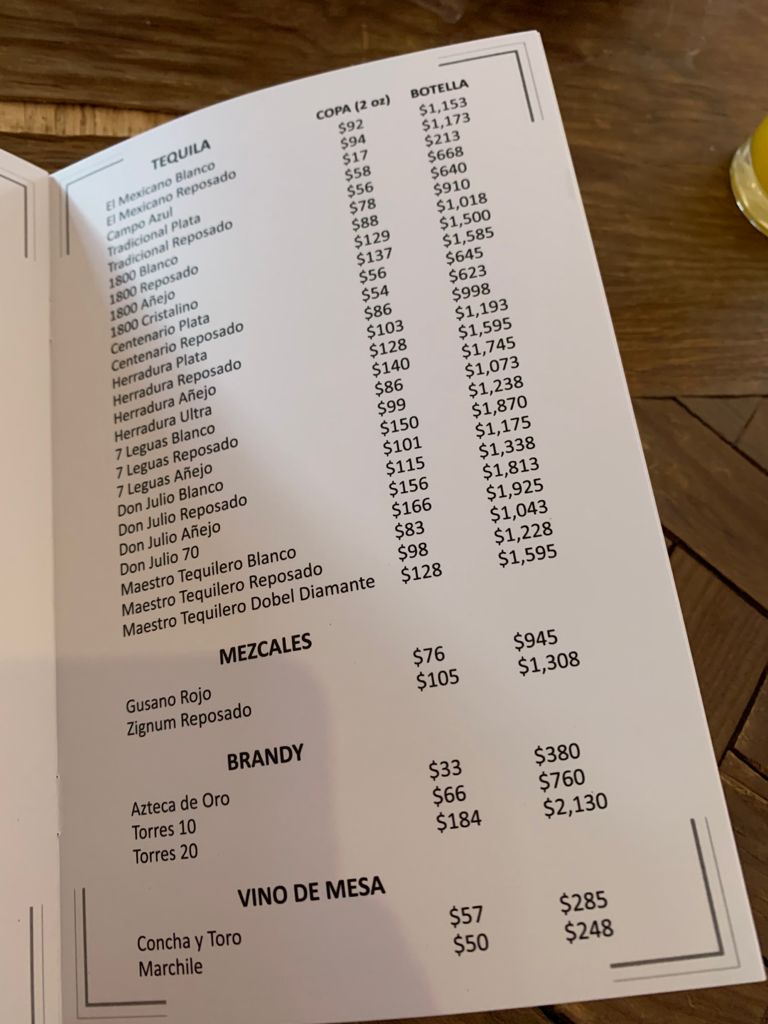 TEQUILA COPA (2 oz) BOTELLA
El Mexicano Blanco $92 $1,153
El Mexicano Reposado $94 $1,173
Campo Azul $17 $213
Tradicional Plata $58 $668
Tradicional Reposado $56 $640
1800 Blanco $78 $910
1800 Reposado $88 $1,018
1800 Añejo $129 $1,500
1800 Cristalino $137 $1,585
Centenario Plata $56 $645
Centenario Reposado $54 $623
Herradura Plata $86 $998
Herradura Reposado $103 $1,193
Herradura Añejo $128 $1,595
Herradura Ultra $140 $1,745
7 Leguas Blanco $86 $1,073
7 Leguas Reposado $99 $1,238
7 Leguas Añejo $150 $1,870
Don Julio Blanco $101 $1,175
Don Julio Reposado $115 $1,338
Don Julio Añejo $156 $1,813
Don Julio 70 $166 $1,925
Maestro Tequilero Blanco $83 $1,043
Maestro Tequilero Reposado $98 $1,228
Maestro Tequilero Dobel Diamante $128 $1,595
MEZCALES
Gusano Rojo $76 $945
Zignum Reposado $105 $1,308
BRANDY
Azteca de Oro $33 $380
Torres 10 $66 $760
Torres 20 $184 $2,130
VINO DE MESA
Concha y Toro $57 $285
Marchile $50 $248